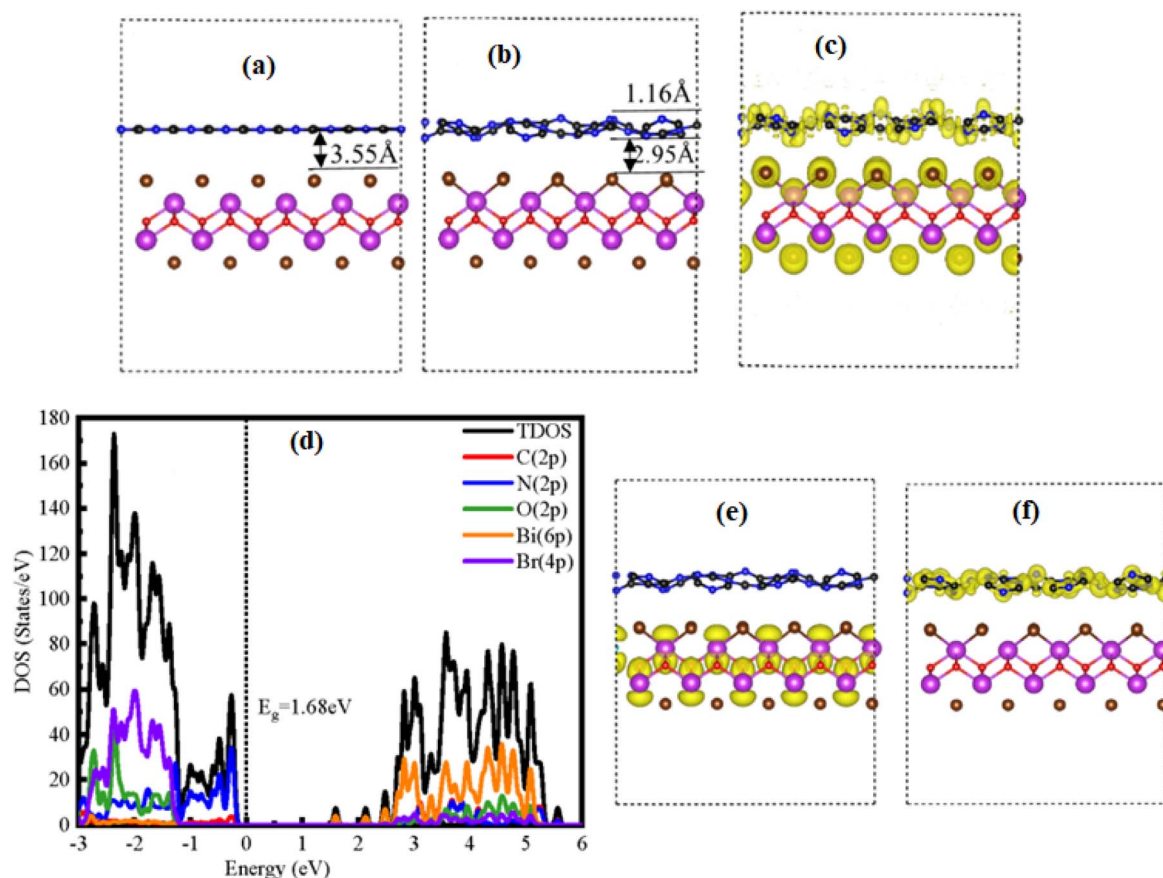 (a)
3.55Å
(b)
1.16Å
2.95Å
(c)
(d)
180
160
140
120
100
80
60
40
20
0
DOS (States/eV)
TDOS
C(2p)
N(2p)
O(2p)
Bi(6p)
Br(4p)
E_g=1.68eV
-3 -2 -1 0 1 2 3 4 5 6
Energy (eV)
(e)
(f)